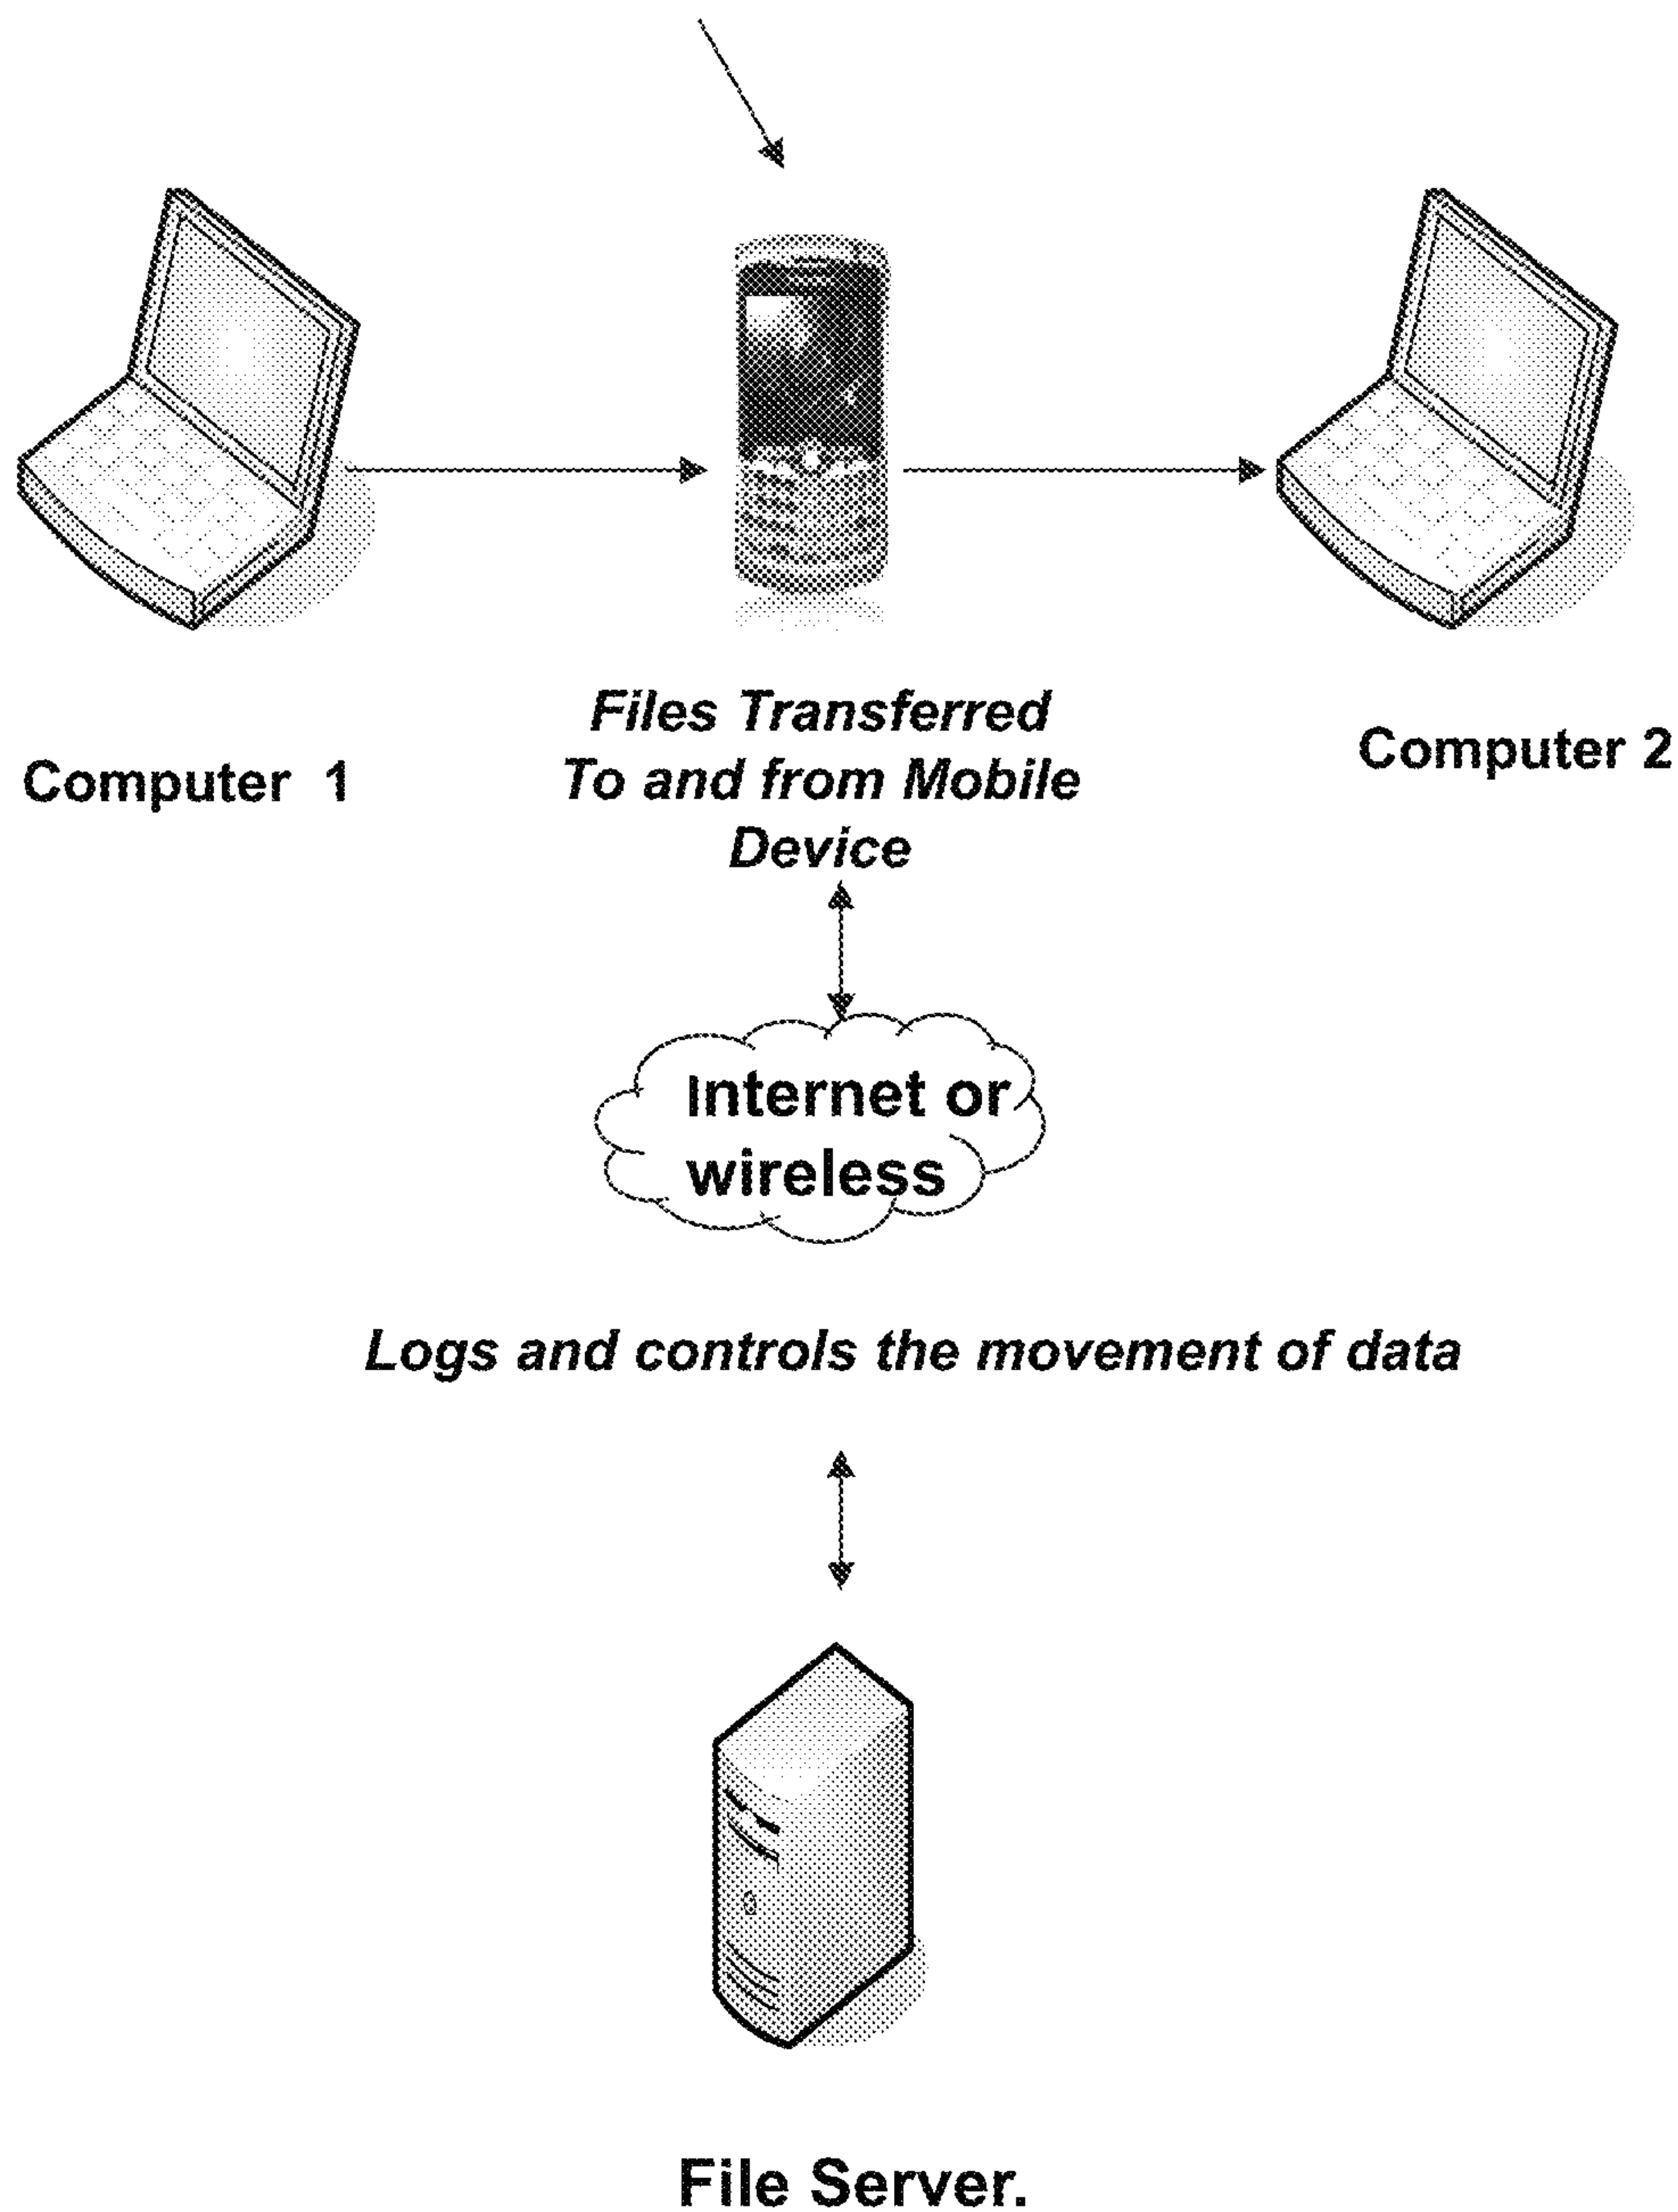 Computer 1
Files Transferred
To and from Mobile
Device
Computer 2
Internet or
wireless
Logs and controls the movement of data
File Server.